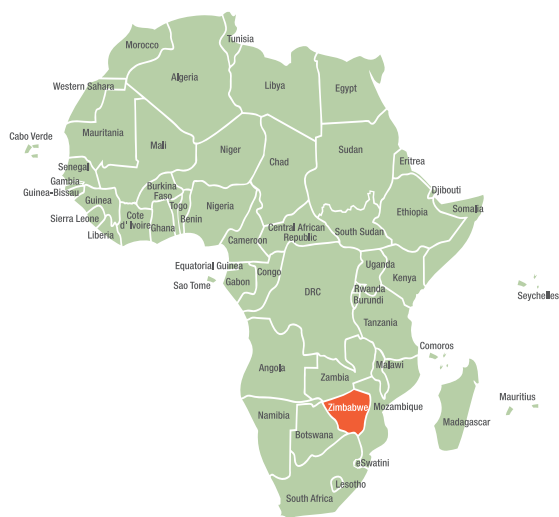 Tunisia
Morocco
Algeria
Libya
Egypt
Western Sahara
Mauritania
Cabo Verde
Mali
Niger
Chad
Sudan
Eritrea
Senegal
Gambia
Guinea-Bissau
Guinea
Burkina
Faso
Djibouti
Somalia
Sierra Leone
Liberia
Cote
d' Ivoire
Ghana
Togo
Benin
Nigeria
Ethiopia
Cameroon
Central African
Republic
South Sudan
Equatorial Guinea
Sao Tome
Gabon
Congo
DRC
Uganda
Kenya
Rwanda
Burundi
Seychelles
Tanzania
Comoros
Angola
Zambia
Malawi
Mauritius
Zimbabwe
Mozambique
Madagascar
Namibia
Botswana
eSwatini
Lesotho
South Africa